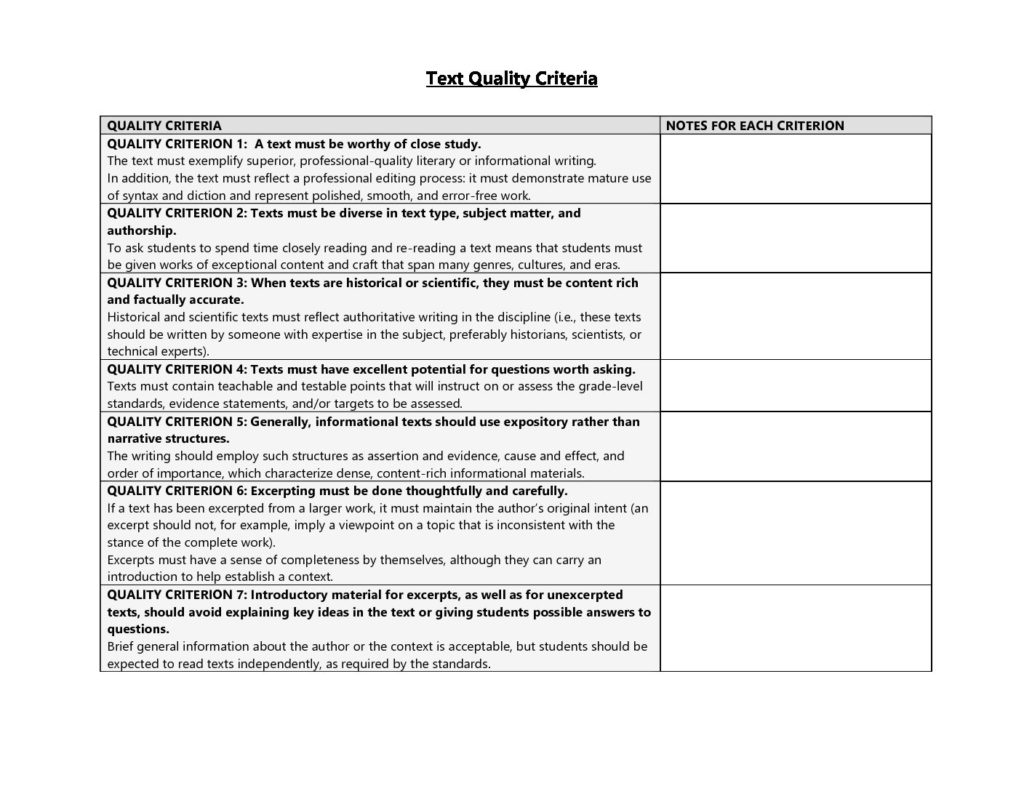 Text Quality Criteria
QUALITY CRITERIA
NOTES FOR EACH CRITERION
QUALITY CRITERION 1:  A text must be worthy of close study.
The text must exemplify superior, professional-quality literary or informational writing.
In addition, the text must reflect a professional editing process: it must demonstrate mature use
of syntax and diction and represent polished, smooth, and error-free work.
QUALITY CRITERION 2: Texts must be diverse in text type, subject matter, and
authorship.
To ask students to spend time closely reading and re-reading a text means that students must
be given works of exceptional content and craft that span many genres, cultures, and eras.
QUALITY CRITERION 3: When texts are historical or scientific, they must be content rich
and factually accurate.
Historical and scientific texts must reflect authoritative writing in the discipline (i.e., these texts
should be written by someone with expertise in the subject, preferably historians, scientists, or
technical experts).
QUALITY CRITERION 4: Texts must have excellent potential for questions worth asking.
Texts must contain teachable and testable points that will instruct on or assess the grade-level
standards, evidence statements, and/or targets to be assessed.
QUALITY CRITERION 5: Generally, informational texts should use expository rather than
narrative structures.
The writing should employ such structures as assertion and evidence, cause and effect, and
order of importance, which characterize dense, content-rich informational materials.
QUALITY CRITERION 6: Excerpting must be done thoughtfully and carefully.
If a text has been excerpted from a larger work, it must maintain the author's original intent (an
excerpt should not, for example, imply a viewpoint on a topic that is inconsistent with the
stance of the complete work).
Excerpts must have a sense of completeness by themselves, although they can carry an
introduction to help establish a context.
QUALITY CRITERION 7: Introductory material for excerpts, as well as for unexcerpted
texts, should avoid explaining key ideas in the text or giving students possible answers to
questions.
Brief general information about the author or the context is acceptable, but students should be
expected to read texts independently, as required by the standards.